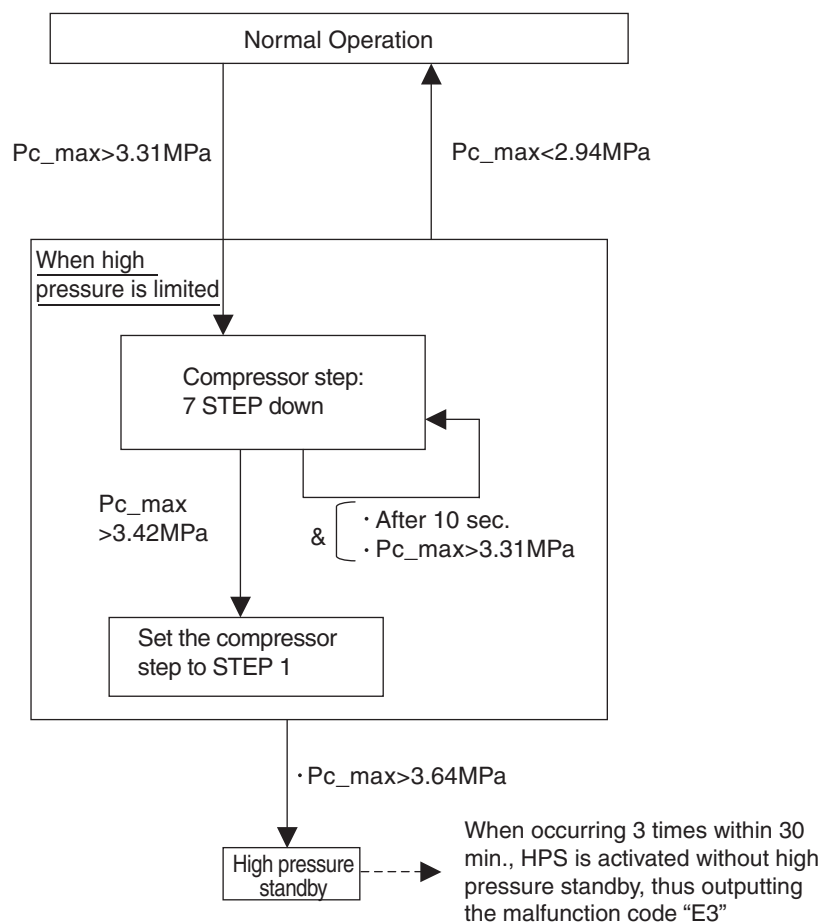 Normal Operation
Pc_max>3.31MPa
Pc_max<2.94MPa
When high
pressure is limited
Compressor step:
7 STEP down
Pc_max
>3.42MPa
&
・After 10 sec.
・Pc_max>3.31MPa
Set the compressor
step to STEP 1
・Pc_max>3.64MPa
High pressure
standby
When occurring 3 times within 30
min., HPS is activated without high
pressure standby, thus outputting
the malfunction code “E3”